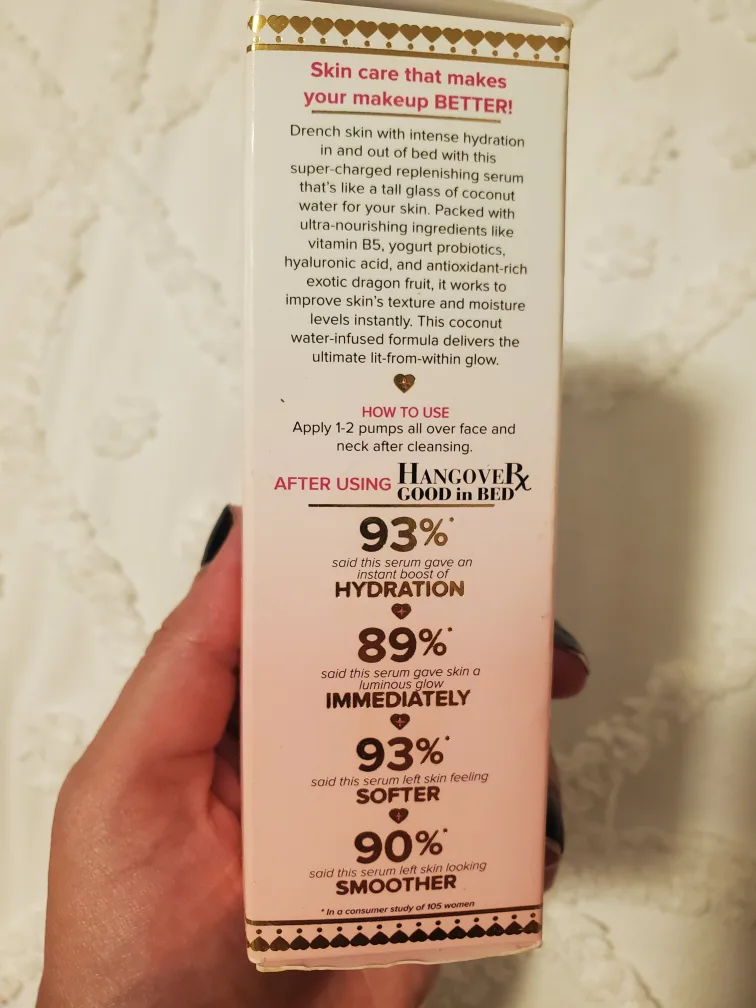 Skin care that makes
your makeup BETTER!
Drench skin with intense hydration
in and out of bed with this
super-charged replenishing serum
that's like a tall glass of coconut
water for your skin. Packed with
ultra-nourishing ingredients like
vitamin B5, yogurt probiotics,
hyaluronic acid, and antioxidant-rich
exotic dragon fruit, it works to
improve skin's texture and moisture
levels instantly. This coconut
water-infused formula delivers the
ultimate lit-from-within glow.
HOW TO USE
Apply 1-2 pumps all over face and
neck after cleansing.
AFTER USING HANGOVERx
GOOD in BED
93%*
said this serum gave an
instant boost of
HYDRATION
89%*
said this serum gave skin a
luminous glow
IMMEDIATELY
93%*
said this serum left skin feeling
SOFTER
90%*
said this serum left skin looking
SMOOTHER
* In a consumer study of 105 women